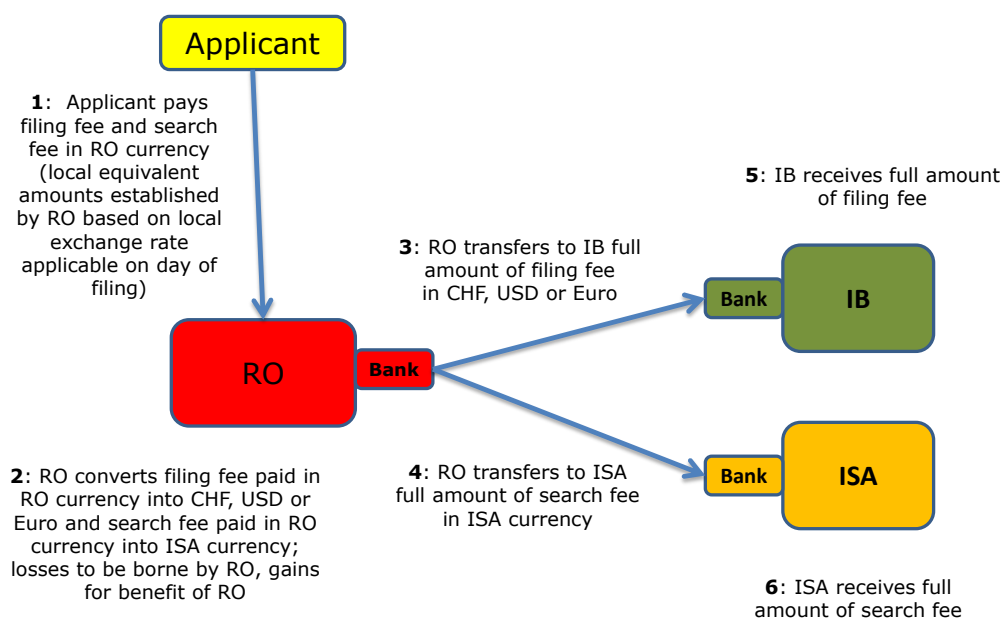 Applicant
1: Applicant pays
filing fee and search
fee in RO currency
(local equivalent
amounts established
by RO based on local
exchange rate
applicable on day of
filing)
5: IB receives full amount
of filing fee
3: RO transfers to IB full
amount of filing fee
in CHF, USD or Euro
Bank
IB
RO
Bank
2: RO converts filing fee paid in
RO currency into CHF, USD or
Euro and search fee paid in RO
currency into ISA currency;
losses to be borne by RO, gains
for benefit of RO
4: RO transfers to ISA
full amount of search fee
in ISA currency
Bank
ISA
6: ISA receives full
amount of search fee